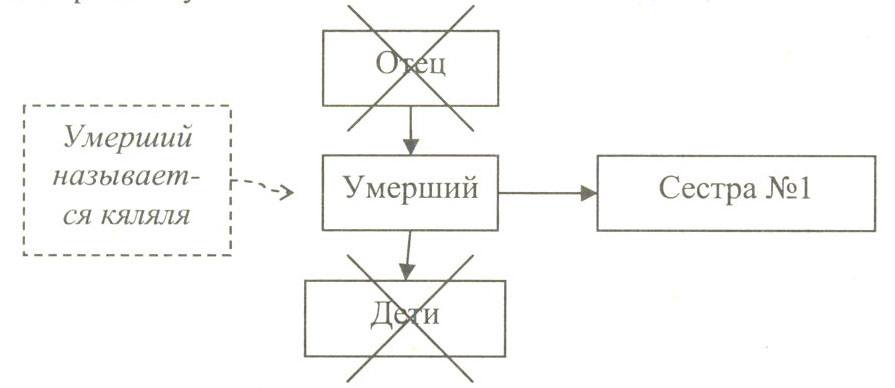 Отец
Умерший
называет-
ся кяляля
Умерший
Сестра №1
Дети